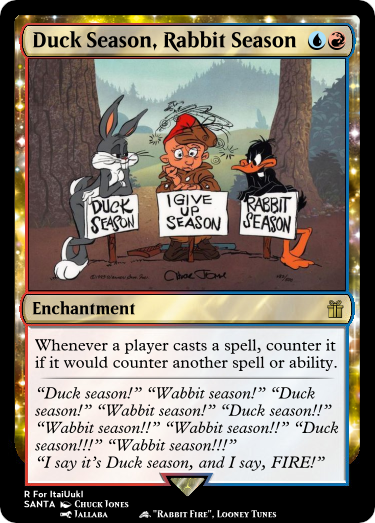 Duck Season, Rabbit Season
DUCK
SEASON
I GIVE
UP
SEASON
RABBIT
SEASON
Chuck Jones
Enchantment
Whenever a player casts a spell, counter it
if it would counter another spell or ability.
“Duck season!” “Wabbit season!” “Duck
season!” “Wabbit season!” “Duck season!!”
“Wabbit season!!” “Wabbit season!!” “Duck
season!!!” “Wabbit season!!!”
“I say it’s Duck season, and I say, FIRE!”
R For ItaiUukI
SANTA CHUCK JONES
JALLABA
"RABBIT FIRE", LOONEY TUNES